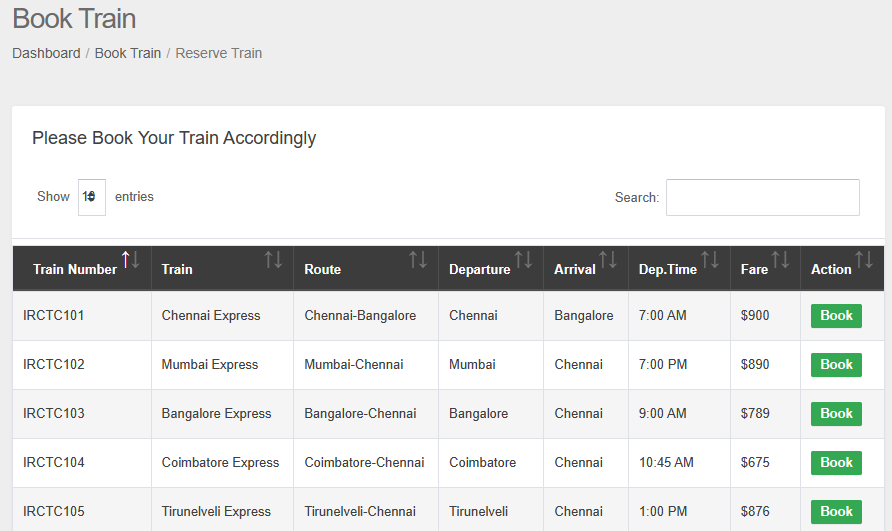 Book Train
Dashboard / Book Train / Reserve Train
Please Book Your Train Accordingly
Show 10 entries Search:
Train Number Train Route Departure Arrival Dep.Time Fare Action
IRCTC101 Chennai Express Chennai-Bangalore Chennai Bangalore 7:00 AM $900 Book
IRCTC102 Mumbai Express Mumbai-Chennai Mumbai Chennai 7:00 PM $890 Book
IRCTC103 Bangalore Express Bangalore-Chennai Bangalore Chennai 9:00 AM $789 Book
IRCTC104 Coimbatore Express Coimbatore-Chennai Coimbatore Chennai 10:45 AM $675 Book
IRCTC105 Tirunelveli Express Tirunelveli-Chennai Tirunelveli Chennai 1:00 PM $876 Book